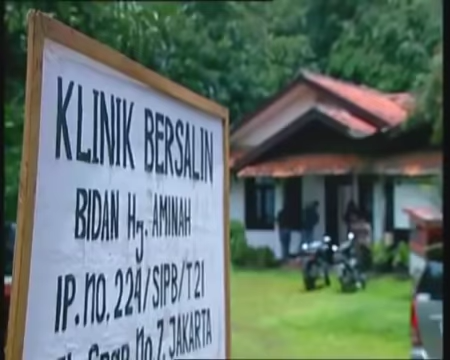 KLINIK BERSALIN
BIDAN Hj. AMINAH
IP.no.224/SIPB/T21
No 7, JAKARTA